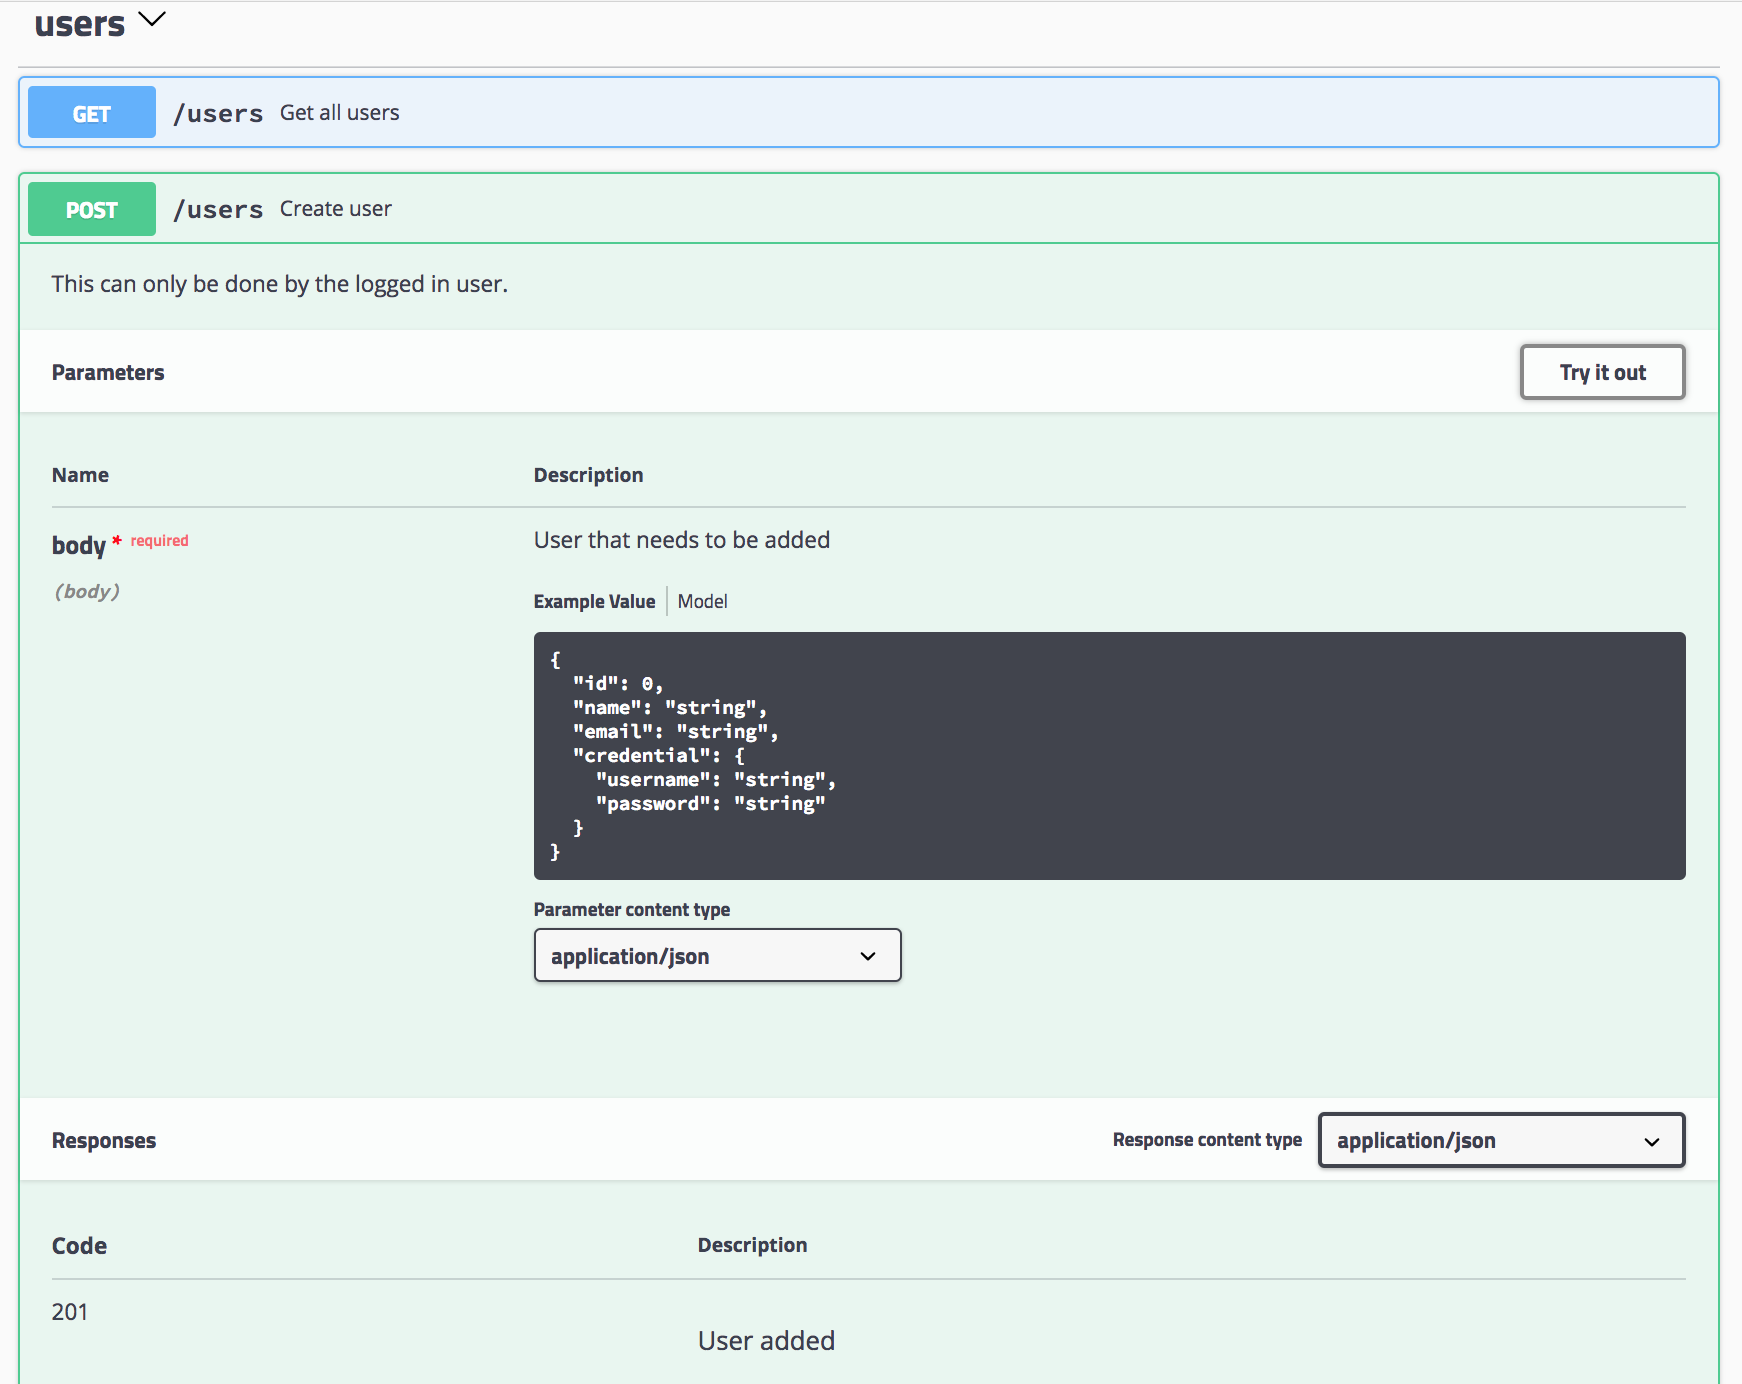 users
GET /users Get all users
POST /users Create user
This can only be done by the logged in user.
Parameters Try it out
Name Description
body * required User that needs to be added
(body)
Example Value Model
{
  "id": 0,
  "name": "string",
  "email": "string",
  "credential": {
    "username": "string",
    "password": "string"
  }
}
Parameter content type
application/json
Responses Response content type application/json
Code Description
201
User added